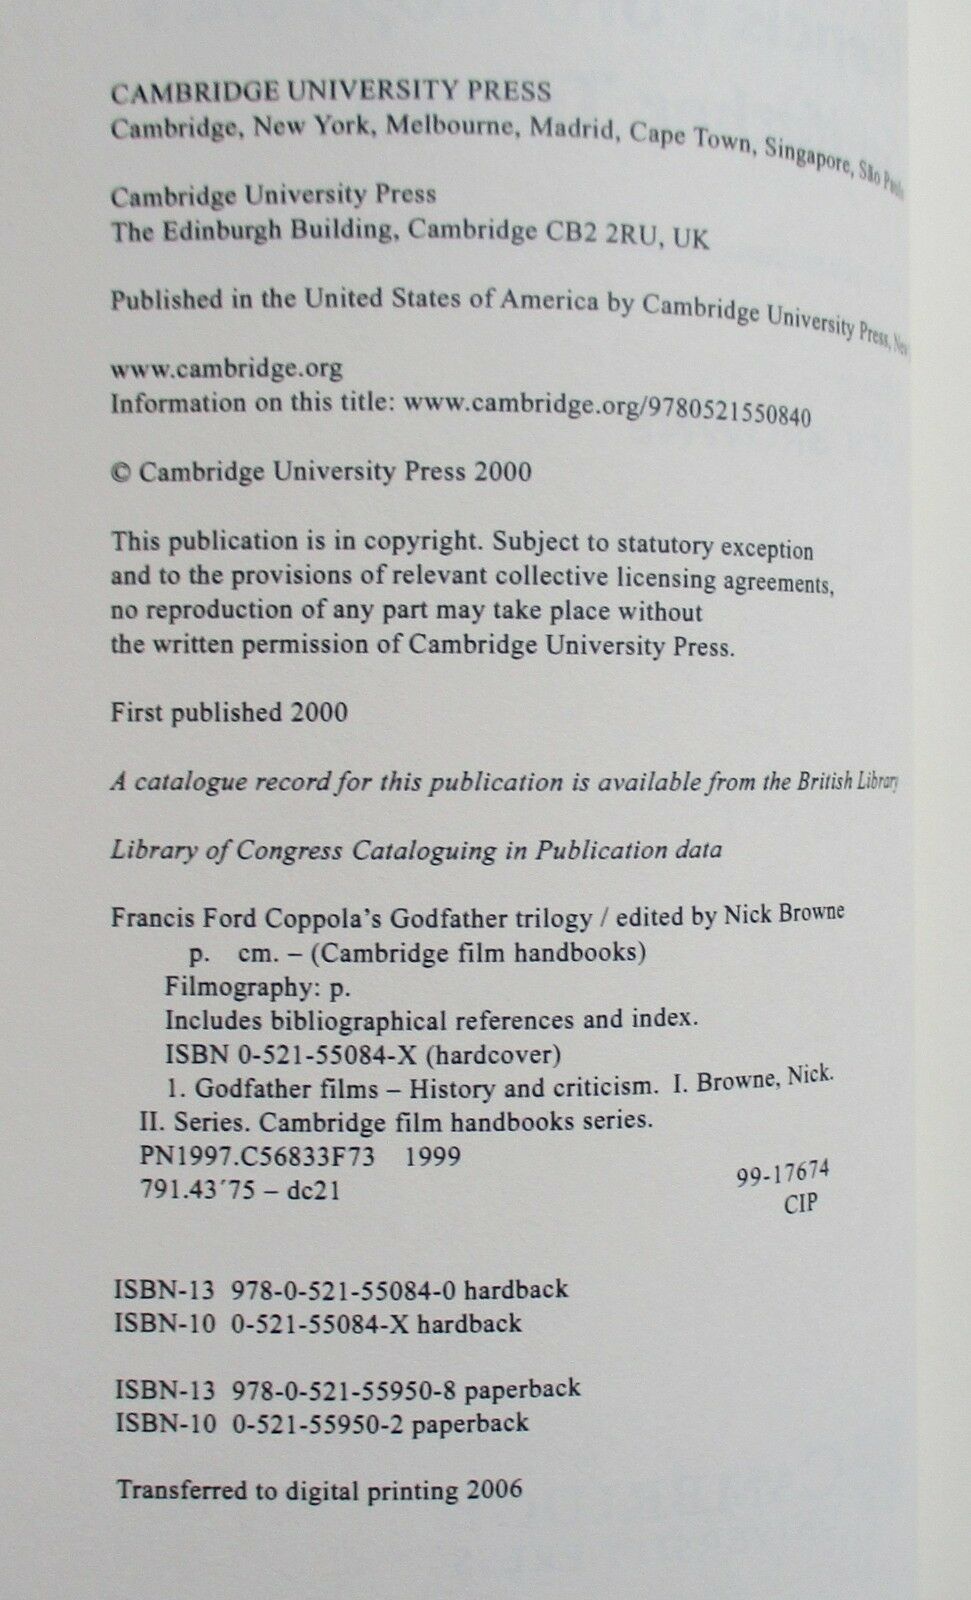 CAMBRIDGE UNIVERSITY PRESS
Cambridge, New York, Melbourne, Madrid, Cape Town, Singapore, São Paulo
Cambridge University Press
The Edinburgh Building, Cambridge CB2 2RU, UK
Published in the United States of America by Cambridge University Press, New
www.cambridge.org
Information on this title: www.cambridge.org/9780521550840
© Cambridge University Press 2000
This publication is in copyright. Subject to statutory exception
and to the provisions of relevant collective licensing agreements,
no reproduction of any part may take place without
the written permission of Cambridge University Press.
First published 2000
A catalogue record for this publication is available from the British Library
Library of Congress Cataloguing in Publication data
Francis Ford Coppola's Godfather trilogy / edited by Nick Browne
p. cm. – (Cambridge film handbooks)
Filmography: p.
Includes bibliographical references and index.
ISBN 0-521-55084-X (hardcover)
1. Godfather films – History and criticism. I. Browne, Nick.
II. Series. Cambridge film handbooks series.
PN1997.C56833F73 1999
791.43´75 – dc21
99-17674
CIP
ISBN-13 978-0-521-55084-0 hardback
ISBN-10 0-521-55084-X hardback
ISBN-13 978-0-521-55950-8 paperback
ISBN-10 0-521-55950-2 paperback
Transferred to digital printing 2006